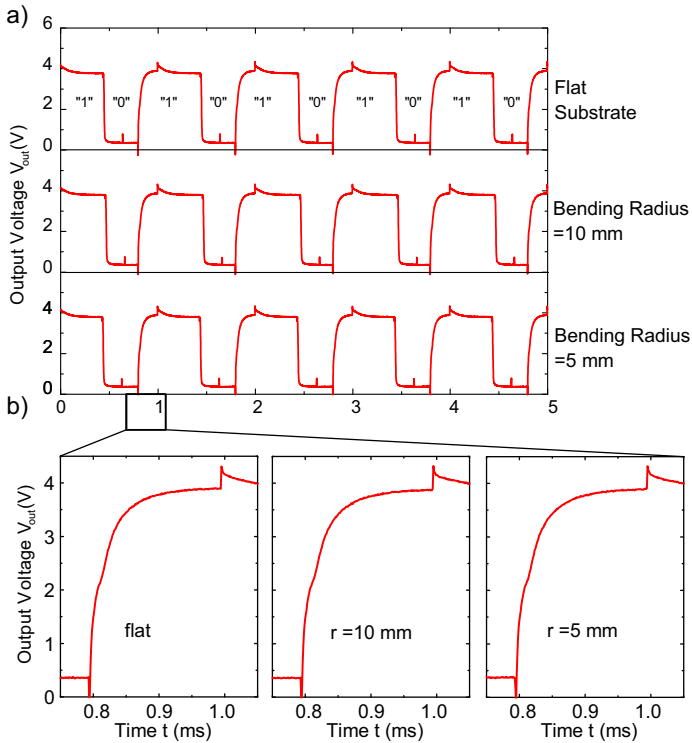 a)
6
4
2
0
4
2
0
4
2
0
Output Voltage V_out(V)
"1" "0" "1" "0" "1" "0" "1" "0" "1" "0"
Flat
Substrate
Bending Radius
=10 mm
Bending Radius
=5 mm
0 1 2 3 4 5
b)
4
3
2
1
0
Output Voltage V_out(V)
flat
r =10 mm
r =5 mm
0.8 0.9 1.0 0.8 0.9 1.0 0.8 0.9 1.0
Time t (ms) Time t (ms) Time t (ms)